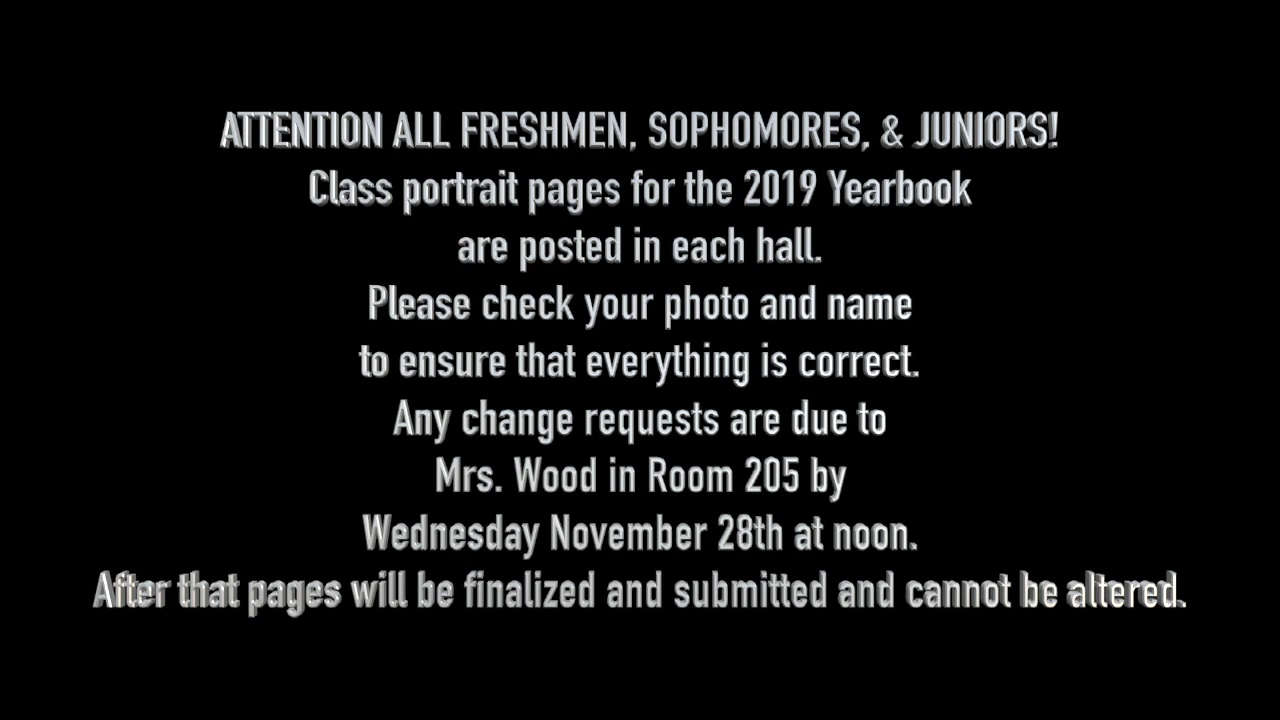 ATTENTION ALL FRESHMEN, SOPHOMORES, & JUNIORS!
Class portrait pages for the 2019 Yearbook
are posted in each hall.
Please check your photo and name
to ensure that everything is correct.
Any change requests are due to
Mrs. Wood in Room 205 by
Wednesday November 28th at noon.
After that pages will be finalized and submitted and cannot be altered.